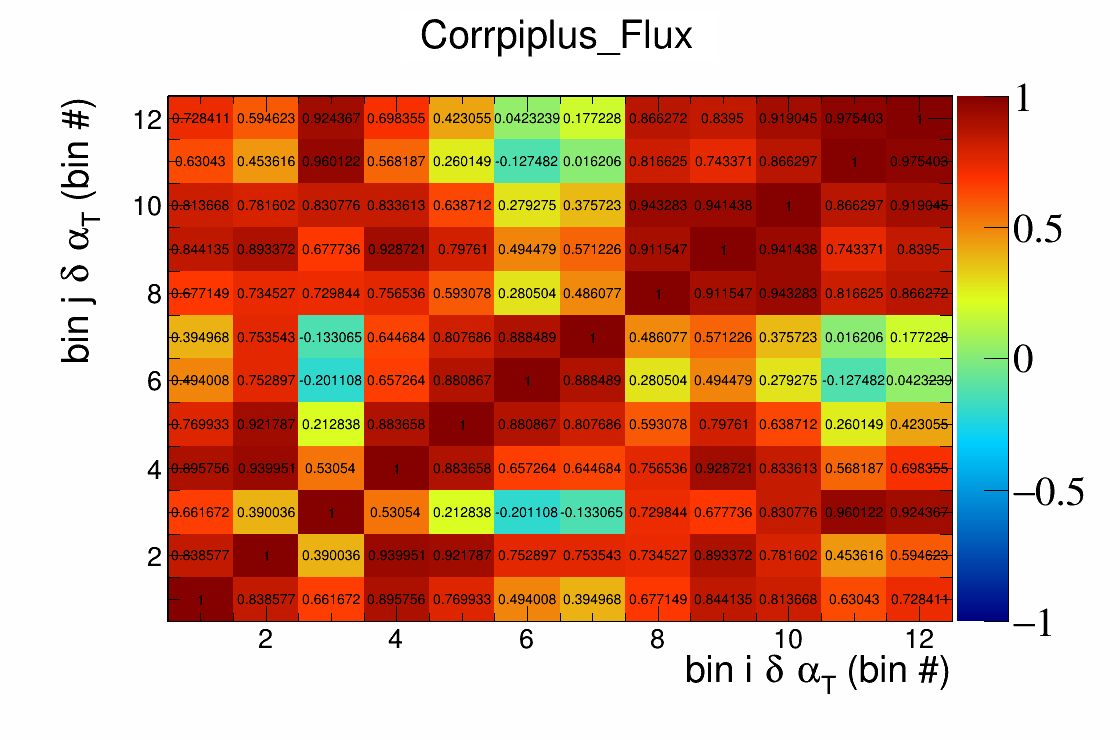 Corrpiplus_Flux
bin j δ α_T (bin #)
12 0.728411 0.594623 0.924367 0.698355 0.423055 0.0423239 0.177228 0.866272 0.8395 0.919045 0.975403 1
0.63043 0.453616 0.960122 0.568187 0.260149 -0.127482 0.016206 0.816625 0.743371 0.866297 1 0.975403
10 0.813668 0.781602 0.830776 0.833613 0.638712 0.279275 0.375723 0.943283 0.941438 1 0.866297 0.919045
0.844135 0.893372 0.677736 0.928721 0.79761 0.494479 0.571226 0.911547 1 0.941438 0.743371 0.8395
8 0.677149 0.734527 0.729844 0.756536 0.593078 0.280504 0.486077 1 0.911547 0.943283 0.816625 0.866272
0.394968 0.753543 -0.133065 0.644684 0.807686 0.888489 1 0.486077 0.571226 0.375723 0.016206 0.177228
6 0.494008 0.752897 -0.201108 0.657264 0.880867 1 0.888489 0.280504 0.494479 0.279275 -0.127482 0.0423239
0.769933 0.921787 0.212838 0.883658 1 0.880867 0.807686 0.593078 0.79761 0.638712 0.260149 0.423055
4 0.895756 0.939951 0.53054 1 0.883658 0.657264 0.644684 0.756536 0.928721 0.833613 0.568187 0.698355
0.661672 0.390036 1 0.53054 0.212838 -0.201108 -0.133065 0.729844 0.677736 0.830776 0.960122 0.924367
2 0.838577 1 0.390036 0.939951 0.921787 0.752897 0.753543 0.734527 0.893372 0.781602 0.453616 0.594623
1 0.838577 0.661672 0.895756 0.769933 0.494008 0.394968 0.677149 0.844135 0.813668 0.63043 0.728411
2 4 6 8 10 12
bin i δ α_T (bin #)
1
0.5
0
−0.5
−1